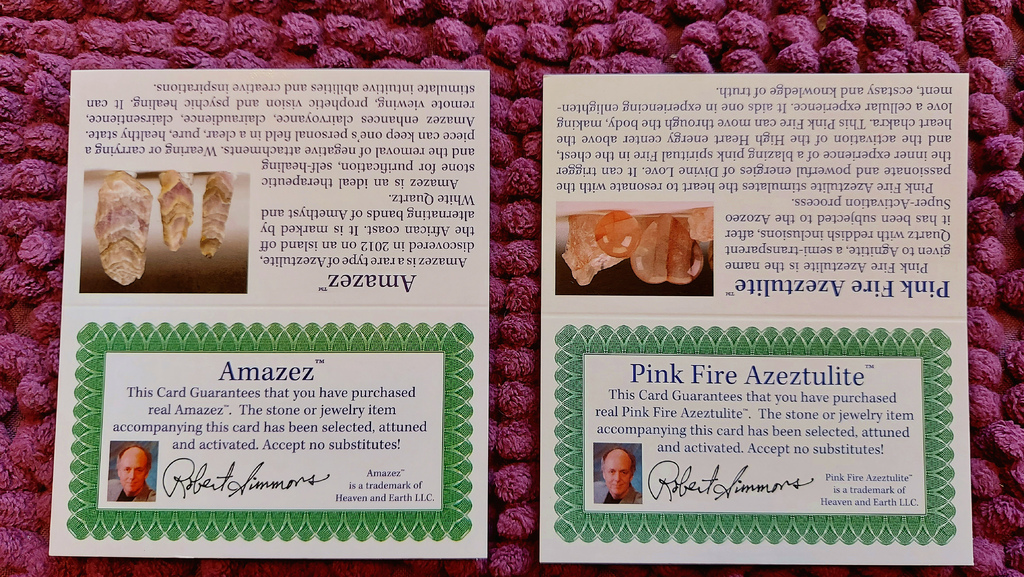 Amazez™
Amazez is a rare type of Azeztulite,
discovered in 2012 on an island off
the African coast. It is marked by
alternating bands of Amethyst and
White Quartz.
Amazez is an ideal therapeutic
stone for purification, self-healing
and the removal of negative attachments. Wearing or carrying a
piece can keep one's personal field in a clear, pure, healthy state.
Amazez enhances clairvoyance, clairaudience, clairsentience,
remote viewing, prophetic vision and psychic healing. It can
stimulate intuitive abilities and creative inspirations.
Amazez™
This Card Guarantees that you have purchased
real Amazez™. The stone or jewelry item
accompanying this card has been selected, attuned
and activated. Accept no substitutes!
Robert Simmons
Amazez™
is a trademark of
Heaven and Earth LLC.
Pink Fire Azeztulite™
Pink Fire Azeztulite is the name
given to Agnitite, a semi-transparent
Quartz with reddish inclusions, after
it has been subjected to the Azozeo
Super-Activation process.
Pink Fire Azeztulite stimulates the heart to resonate with the
passionate and powerful energies of Divine Love. It can trigger
the inner experience of a blazing pink spiritual Fire in the chest,
and the activation of the High Heart energy center above the
heart chakra. This Pink Fire can move through the body, making
love a cellular experience. It aids one in experiencing enlighten-
ment, ecstasy and knowledge of truth.
Pink Fire Azeztulite™
This Card Guarantees that you have purchased
real Pink Fire Azeztulite™. The stone or jewelry item
accompanying this card has been selected, attuned
and activated. Accept no substitutes!
Robert Simmons
Pink Fire Azeztulite™
is a trademark of
Heaven and Earth LLC.